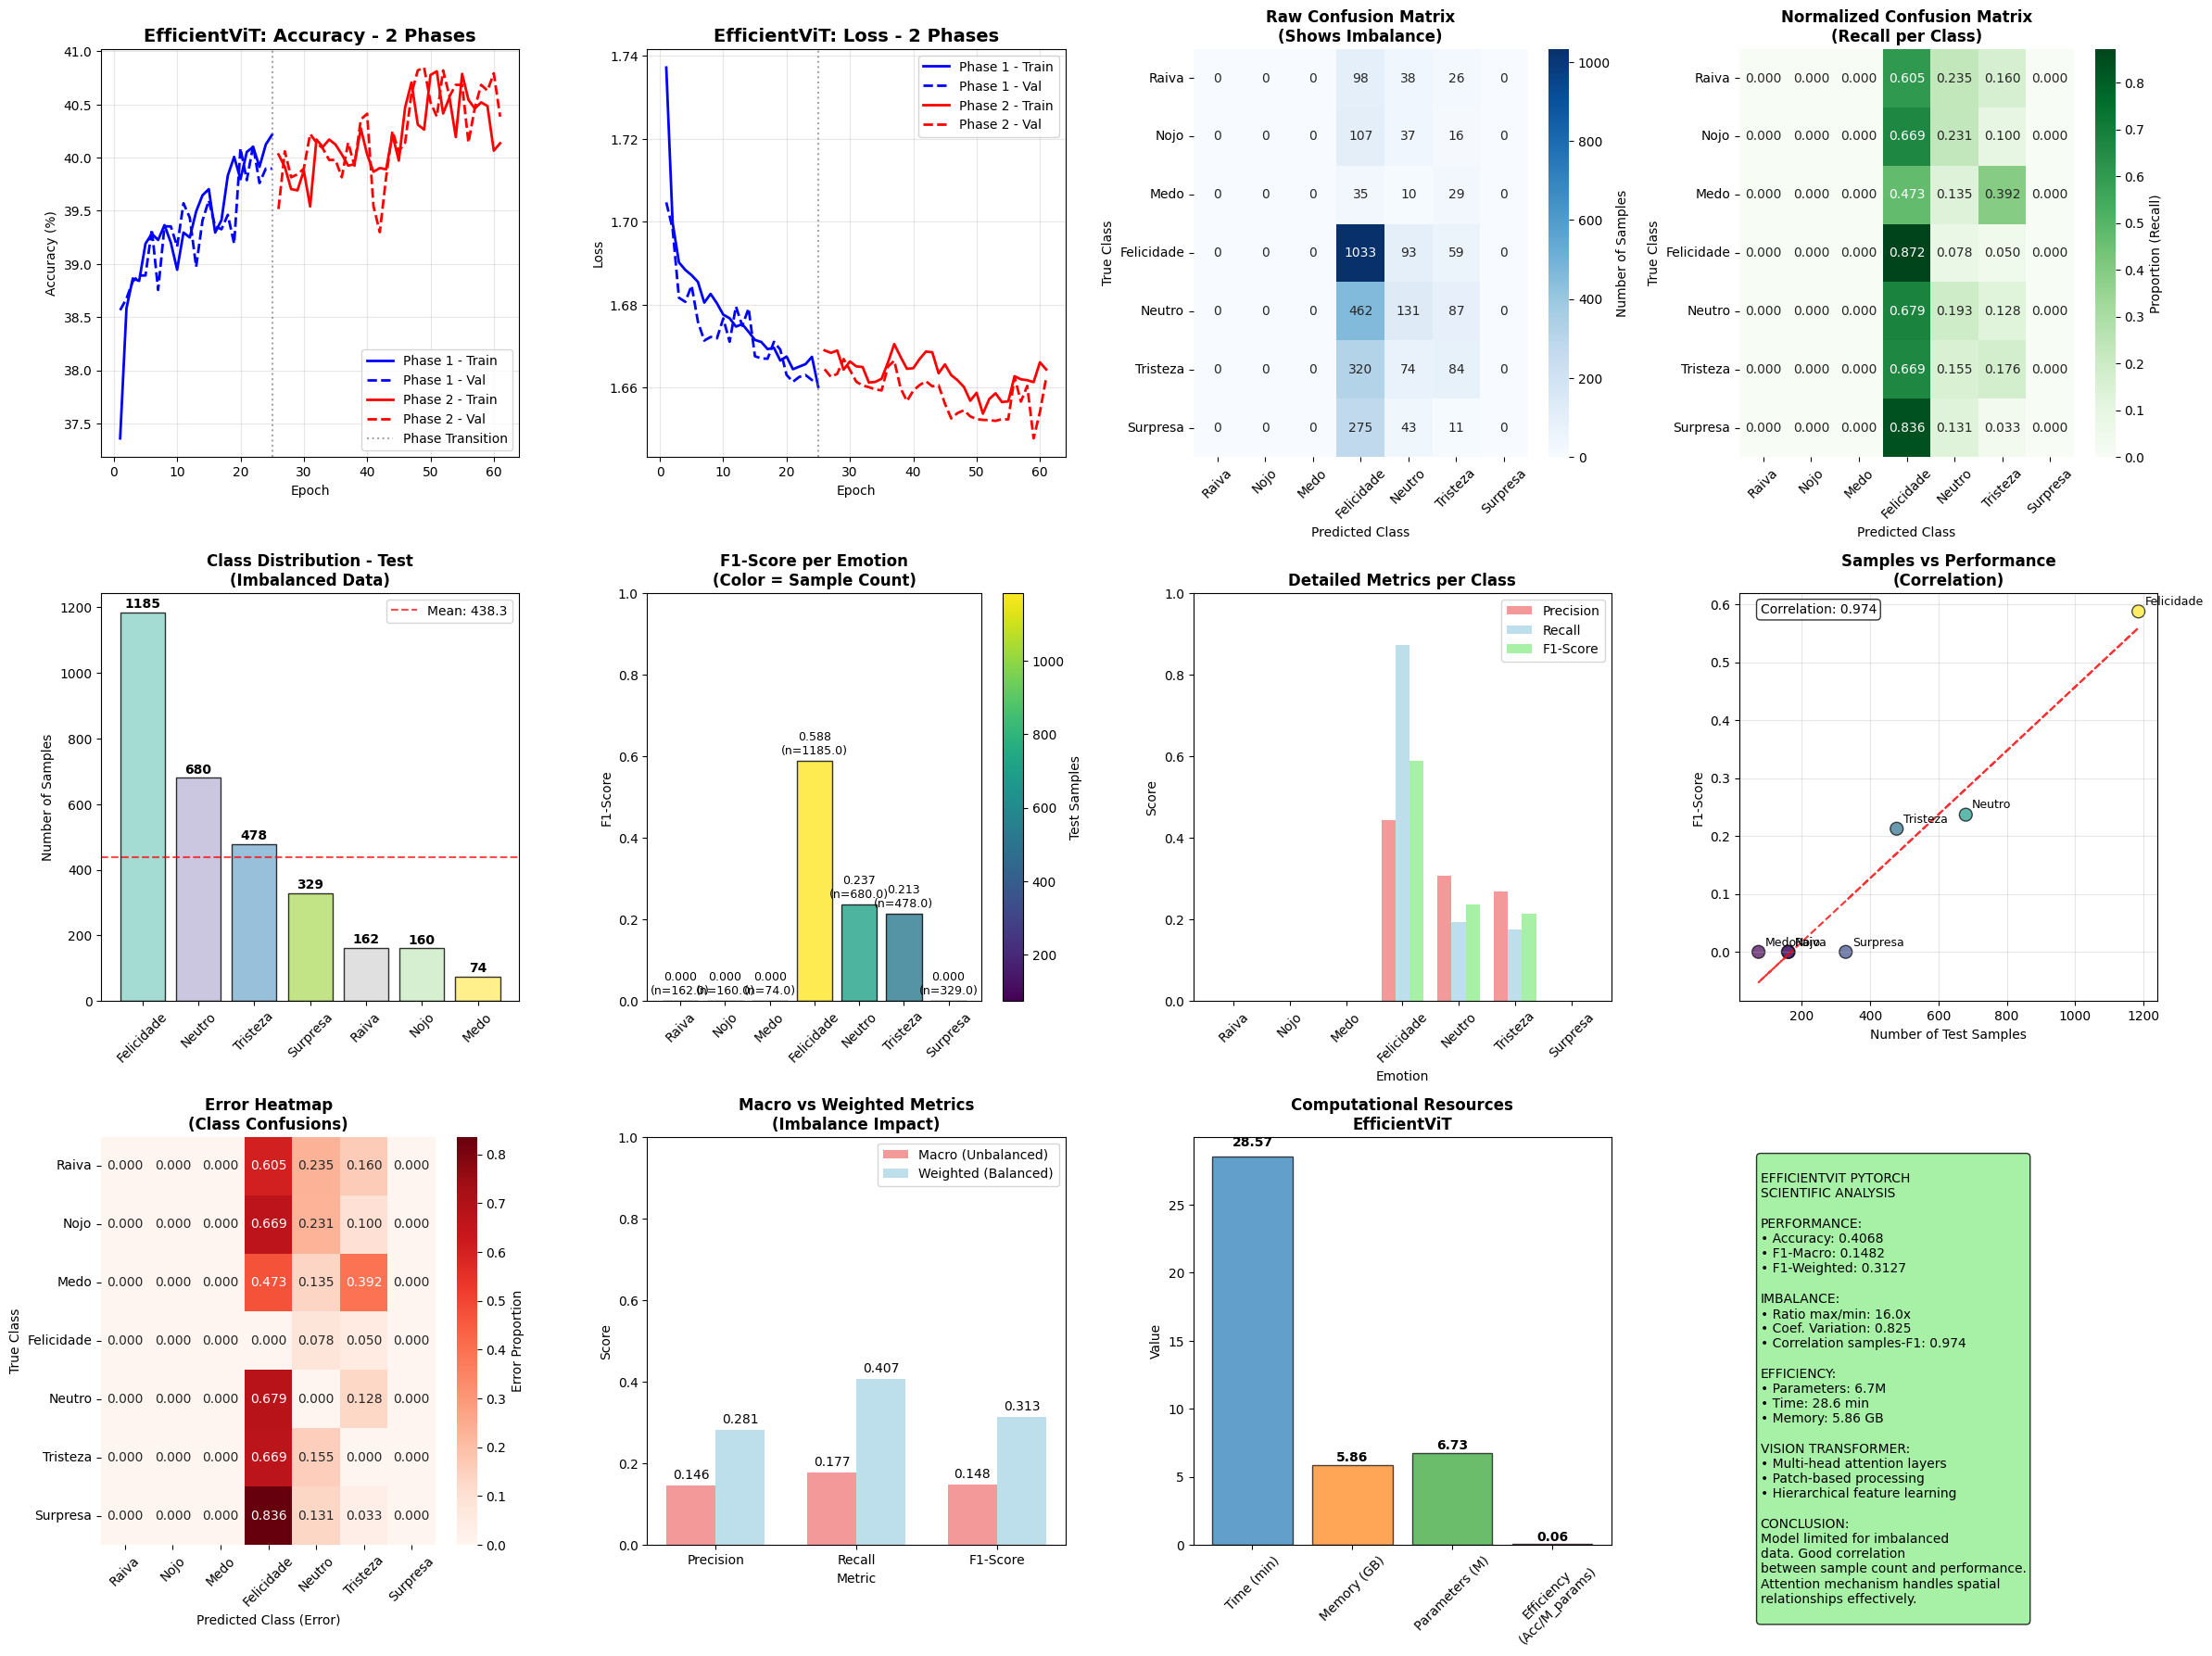 EfficientViT: Accuracy - 2 Phases
Accuracy (%)
41.0
40.5
40.0
39.5
39.0
38.5
38.0
37.5
0 10 20 30 40 50 60
Epoch
Phase 1 - Train
Phase 1 - Val
Phase 2 - Train
Phase 2 - Val
Phase Transition
EfficientViT: Loss - 2 Phases
Loss
1.74
1.72
1.70
1.68
1.66
0 10 20 30 40 50 60
Epoch
Phase 1 - Train
Phase 1 - Val
Phase 2 - Train
Phase 2 - Val
Raw Confusion Matrix
(Shows Imbalance)
True Class
Raiva 0 0 0 98 38 26 0
Nojo 0 0 0 107 37 16 0
Medo 0 0 0 35 10 29 0
Felicidade 0 0 0 1033 93 59 0
Neutro 0 0 0 462 131 87 0
Tristeza 0 0 0 320 74 84 0
Surpresa 0 0 0 275 43 11 0
Raiva Nojo Medo Felicidade Neutro Tristeza Surpresa
Predicted Class
1000
800
600
400
200
0
Number of Samples
Normalized Confusion Matrix
(Recall per Class)
True Class
Raiva 0.000 0.000 0.000 0.605 0.235 0.160 0.000
Nojo 0.000 0.000 0.000 0.669 0.231 0.100 0.000
Medo 0.000 0.000 0.000 0.473 0.135 0.392 0.000
Felicidade 0.000 0.000 0.000 0.872 0.078 0.050 0.000
Neutro 0.000 0.000 0.000 0.679 0.193 0.128 0.000
Tristeza 0.000 0.000 0.000 0.669 0.155 0.176 0.000
Surpresa 0.000 0.000 0.000 0.836 0.131 0.033 0.000
Raiva Nojo Medo Felicidade Neutro Tristeza Surpresa
Predicted Class
0.8
0.7
0.6
0.5
0.4
0.3
0.2
0.1
0.0
Proportion (Recall)
Class Distribution - Test
(Imbalanced Data)
Number of Samples
1200
1000
800
600
400
200
0
Mean: 438.3
1185
680
478
329
162
160
74
Felicidade Neutro Tristeza Surpresa Raiva Nojo Medo
F1-Score per Emotion
(Color = Sample Count)
F1-Score
1.0
0.8
0.6
0.4
0.2
0.0
0.000
(n=162.0)
0.000
(n=160.0)
0.000
(n=74.0)
0.588
(n=1185.0)
0.237
(n=680.0)
0.213
(n=478.0)
0.000
(n=329.0)
Raiva Nojo Medo Felicidade Neutro Tristeza Surpresa
1000
800
600
400
200
Test Samples
Detailed Metrics per Class
Score
1.0
0.8
0.6
0.4
0.2
0.0
Precision
Recall
F1-Score
Raiva Nojo Medo Felicidade Neutro Tristeza Surpresa
Emotion
Samples vs Performance
(Correlation)
Correlation: 0.974
F1-Score
0.6
0.5
0.4
0.3
0.2
0.1
0.0
Felicidade
Neutro
Tristeza
Surpresa
Medo
Nojo
Raiva
200 400 600 800 1000 1200
Number of Test Samples
Error Heatmap
(Class Confusions)
True Class
Raiva 0.000 0.000 0.000 0.605 0.235 0.160 0.000
Nojo 0.000 0.000 0.000 0.669 0.231 0.100 0.000
Medo 0.000 0.000 0.000 0.473 0.135 0.392 0.000
Felicidade 0.000 0.000 0.000 0.000 0.078 0.050 0.000
Neutro 0.000 0.000 0.000 0.679 0.000 0.128 0.000
Tristeza 0.000 0.000 0.000 0.669 0.155 0.000 0.000
Surpresa 0.000 0.000 0.000 0.836 0.131 0.033 0.000
Raiva Nojo Medo Felicidade Neutro Tristeza Surpresa
Predicted Class (Error)
0.8
0.7
0.6
0.5
0.4
0.3
0.2
0.1
0.0
Error Proportion
Macro vs Weighted Metrics
(Imbalance Impact)
Score
1.0
0.8
0.6
0.4
0.2
0.0
Macro (Unbalanced)
Weighted (Balanced)
0.146 0.281 0.177 0.407 0.148 0.313
Precision Recall F1-Score
Metric
Computational Resources
EfficientViT
Value
25
20
15
10
5
0
28.57
5.86
6.73
0.06
Time (min)
Memory (GB)
Parameters (M)
Efficiency
(Acc/M_params)
EFFICIENTVIT PYTORCH
SCIENTIFIC ANALYSIS
PERFORMANCE:
• Accuracy: 0.4068
• F1-Macro: 0.1482
• F1-Weighted: 0.3127
IMBALANCE:
• Ratio max/min: 16.0x
• Coef. Variation: 0.825
• Correlation samples-F1: 0.974
EFFICIENCY:
• Parameters: 6.7M
• Time: 28.6 min
• Memory: 5.86 GB
VISION TRANSFORMER:
• Multi-head attention layers
• Patch-based processing
• Hierarchical feature learning
CONCLUSION:
Model limited for imbalanced
data. Good correlation
between sample count and performance.
Attention mechanism handles spatial
relationships effectively.